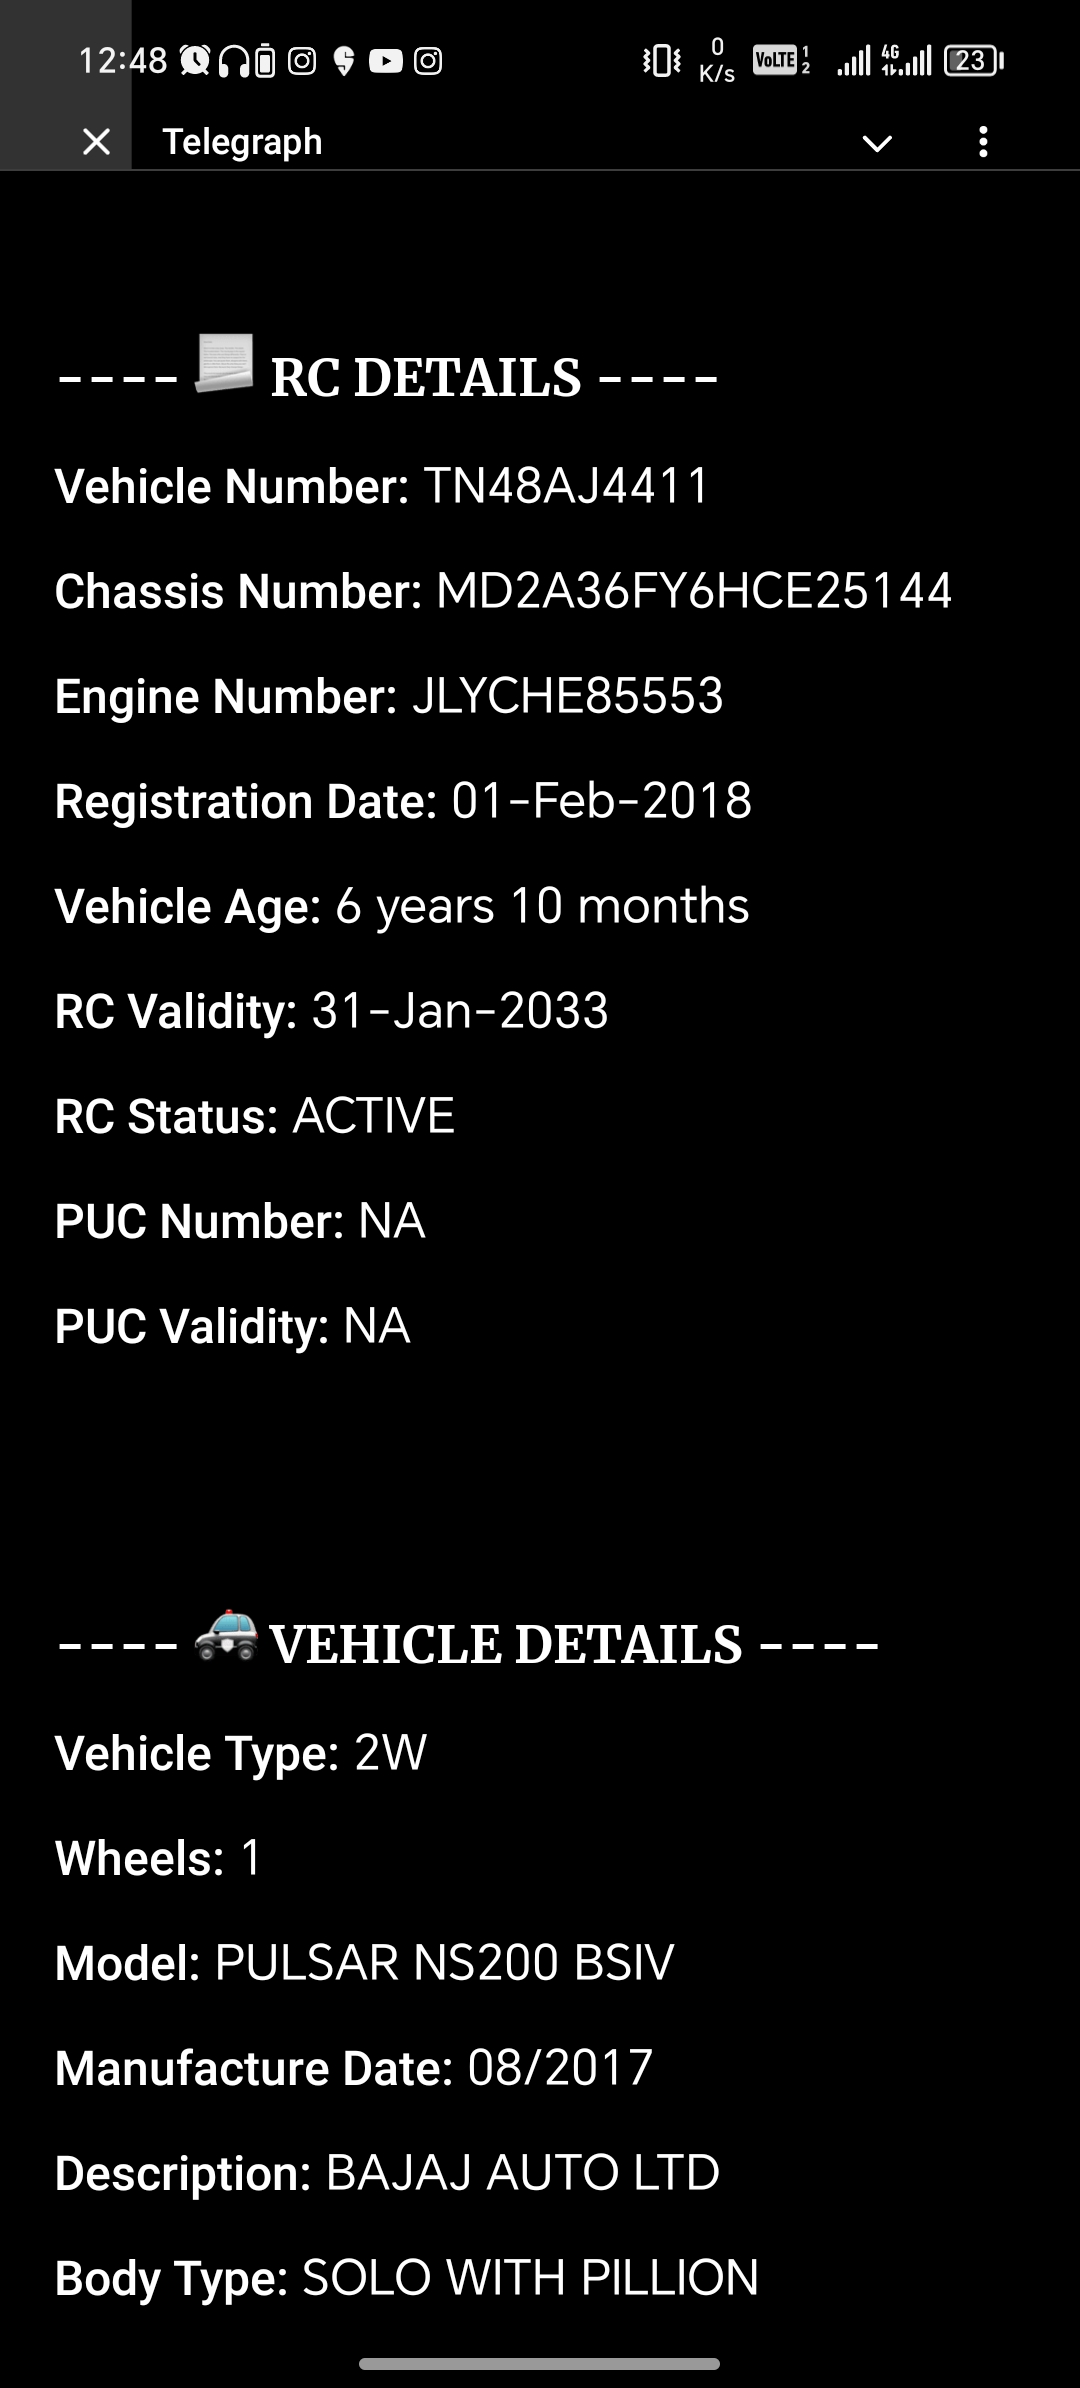 12:48
0 K/s VoLTE 1 2 4G 23
Telegraph
---- RC DETAILS ----
Vehicle Number: TN48AJ4411
Chassis Number: MD2A36FY6HCE25144
Engine Number: JLYCHE85553
Registration Date: 01-Feb-2018
Vehicle Age: 6 years 10 months
RC Validity: 31-Jan-2033
RC Status: ACTIVE
PUC Number: NA
PUC Validity: NA
---- VEHICLE DETAILS ----
Vehicle Type: 2W
Wheels: 1
Model: PULSAR NS200 BSIV
Manufacture Date: 08/2017
Description: BAJAJ AUTO LTD
Body Type: SOLO WITH PILLION